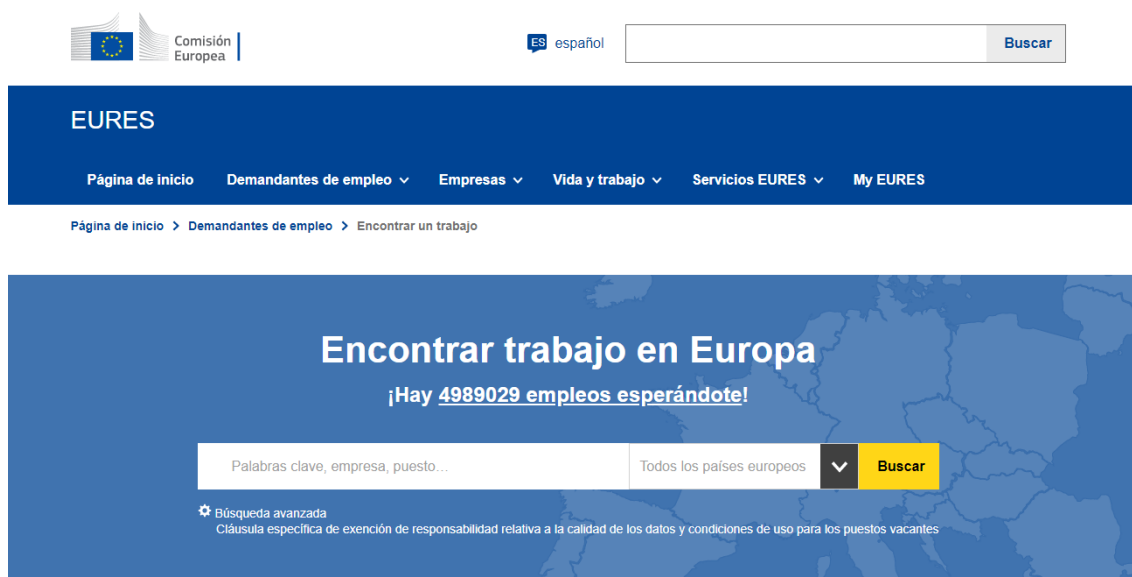 Comisión
Europea
ES español
Buscar
EURES
Página de inicio Demandantes de empleo Empresas Vida y trabajo Servicios EURES My EURES
Página de inicio > Demandantes de empleo > Encontrar un trabajo
Encontrar trabajo en Europa
¡Hay 4989029 empleos esperándote!
Palabras clave, empresa, puesto... Todos los países europeos Buscar
Búsqueda avanzada
Cláusula específica de exención de responsabilidad relativa a la calidad de los datos y condiciones de uso para los puestos vacantes